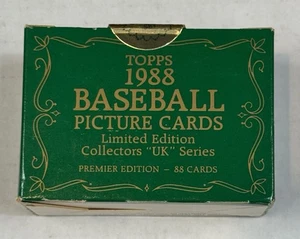 TOPPS
1988
BASEBALL
PICTURE CARDS
Limited Edition
Collectors "UK" Series
PREMIER EDITION - 88 CARDS